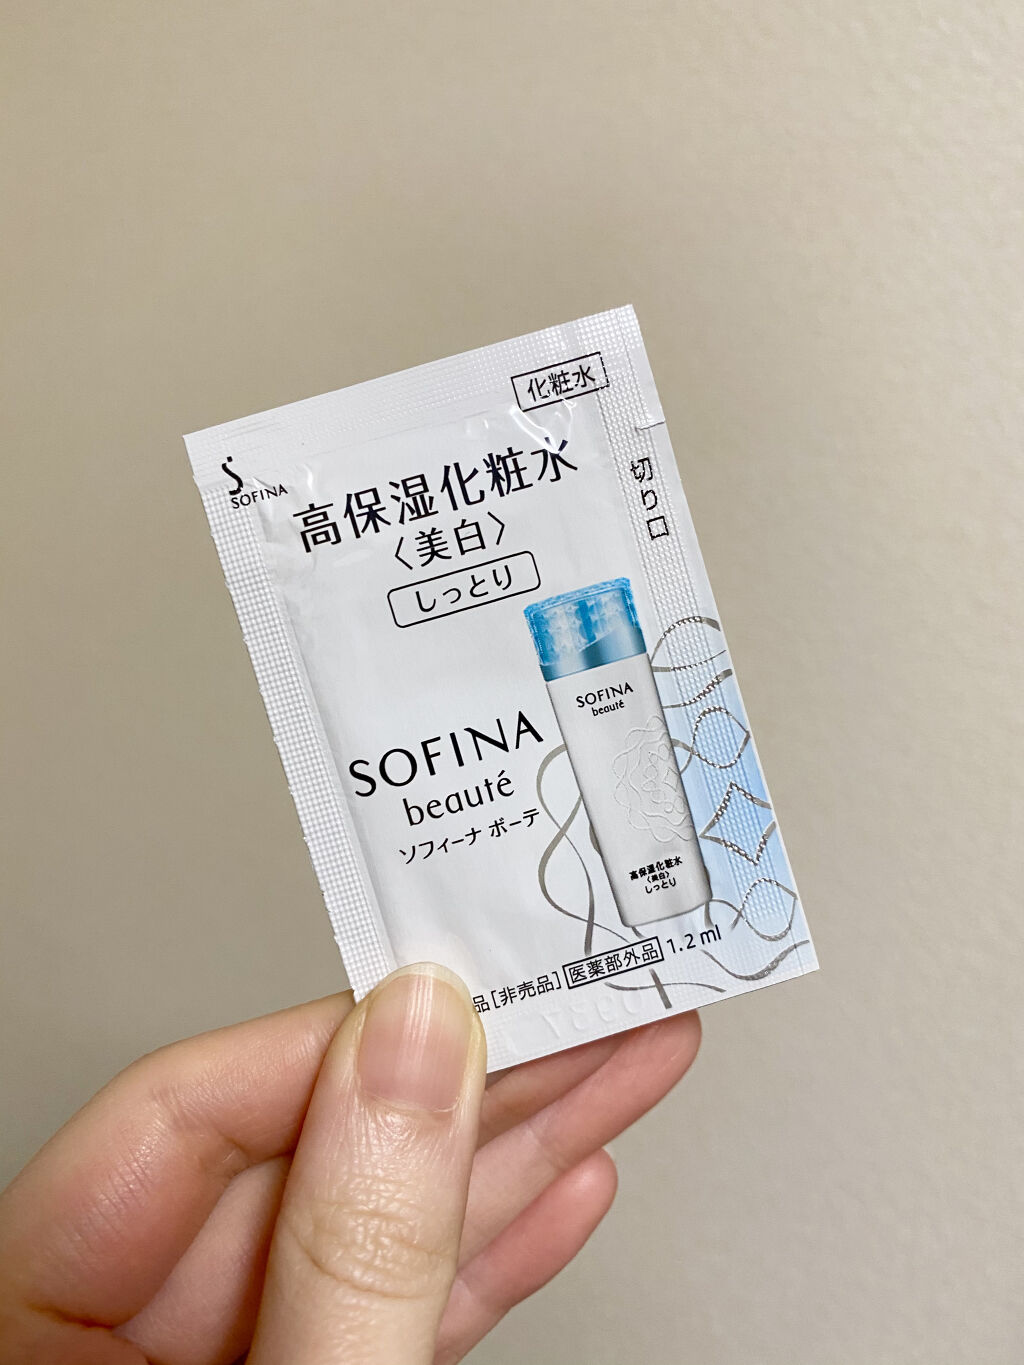 化粧水
切り口
SOFINA
高保湿化粧水
〈美白〉
しっとり
SOFINA
beauté
高保湿化粧水
〈美白〉
しっとり
SOFINA
beauté
ソフィーナ ボーテ
品[非売品] 医薬部外品 1.2 ml